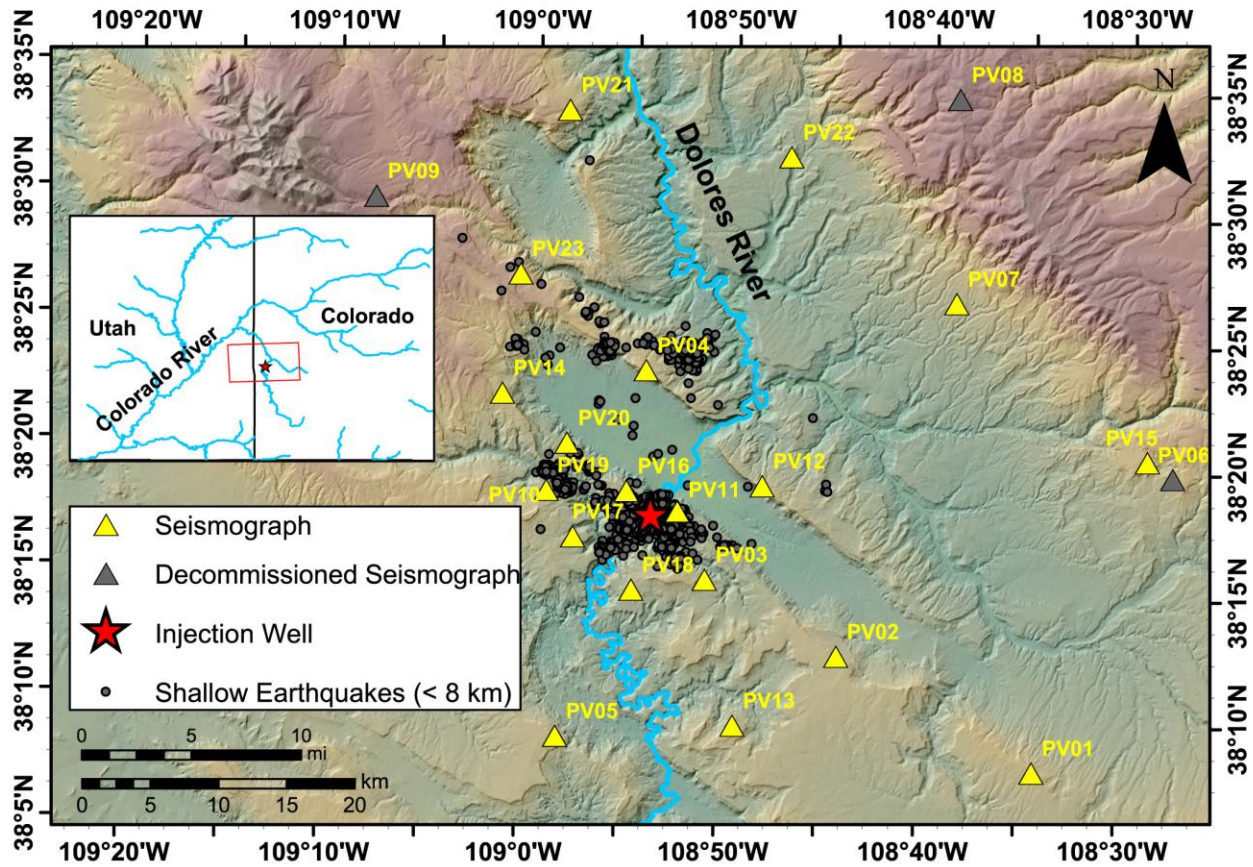 109°20'W 109°10'W 109°0'W 108°50'W 108°40'W 108°30'W
38°35'N
38°30'N
38°25'N
38°20'N
38°15'N
38°10'N
38°5'N
38°35'N
38°30'N
38°25'N
38°20'N
38°15'N
38°10'N
38°5'N
N
PV21
PV08
PV22
PV09
Dolores River
PV23
PV07
PV04
PV14
PV20
PV15
PV06
PV19
PV16
PV12
PV10
PV11
PV17
PV03
PV18
PV02
PV13
PV05
PV01
Utah
Colorado
Colorado River
Seismograph
Decommissioned Seismograph
Injection Well
Shallow Earthquakes (< 8 km)
0 5 10
mi
km
0 5 10 15 20
109°20'W 109°10'W 109°0'W 108°50'W 108°40'W 108°30'W